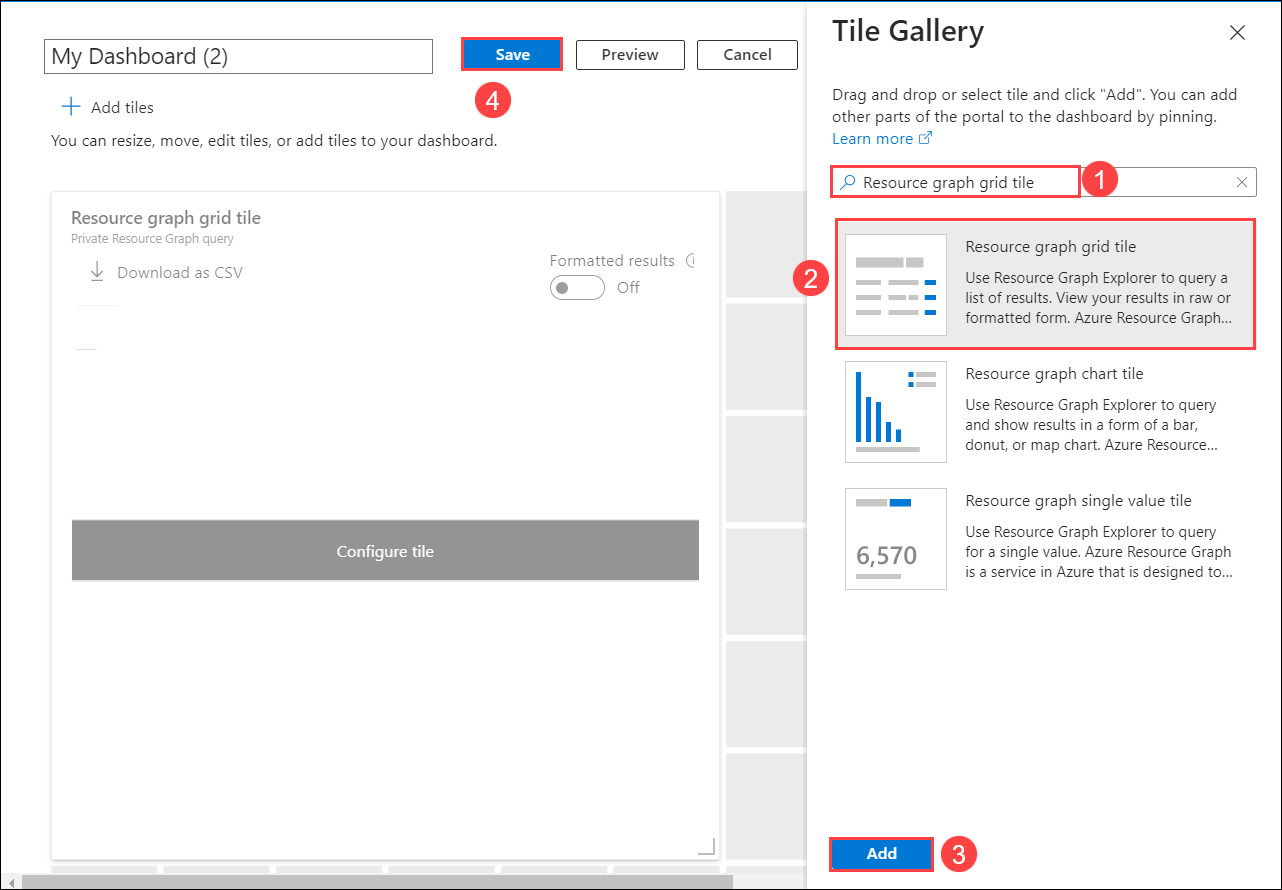 My Dashboard (2)
Save
Preview
Cancel
4
Add tiles
You can resize, move, edit tiles, or add tiles to your dashboard.
Resource graph grid tile
Private Resource Graph query
Download as CSV
Formatted results
Off
Configure tile
Tile Gallery
Drag and drop or select tile and click "Add". You can add
other parts of the portal to the dashboard by pinning.
Learn more
Resource graph grid tile
1
2
Resource graph grid tile
Use Resource Graph Explorer to query a
list of results. View your results in raw or
formatted form. Azure Resource Graph...
Resource graph chart tile
Use Resource Graph Explorer to query
and show results in a form of a bar,
donut, or map chart. Azure Resource...
6,570
Resource graph single value tile
Use Resource Graph Explorer to query
for a single value. Azure Resource Graph
is a service in Azure that is designed to...
Add
3